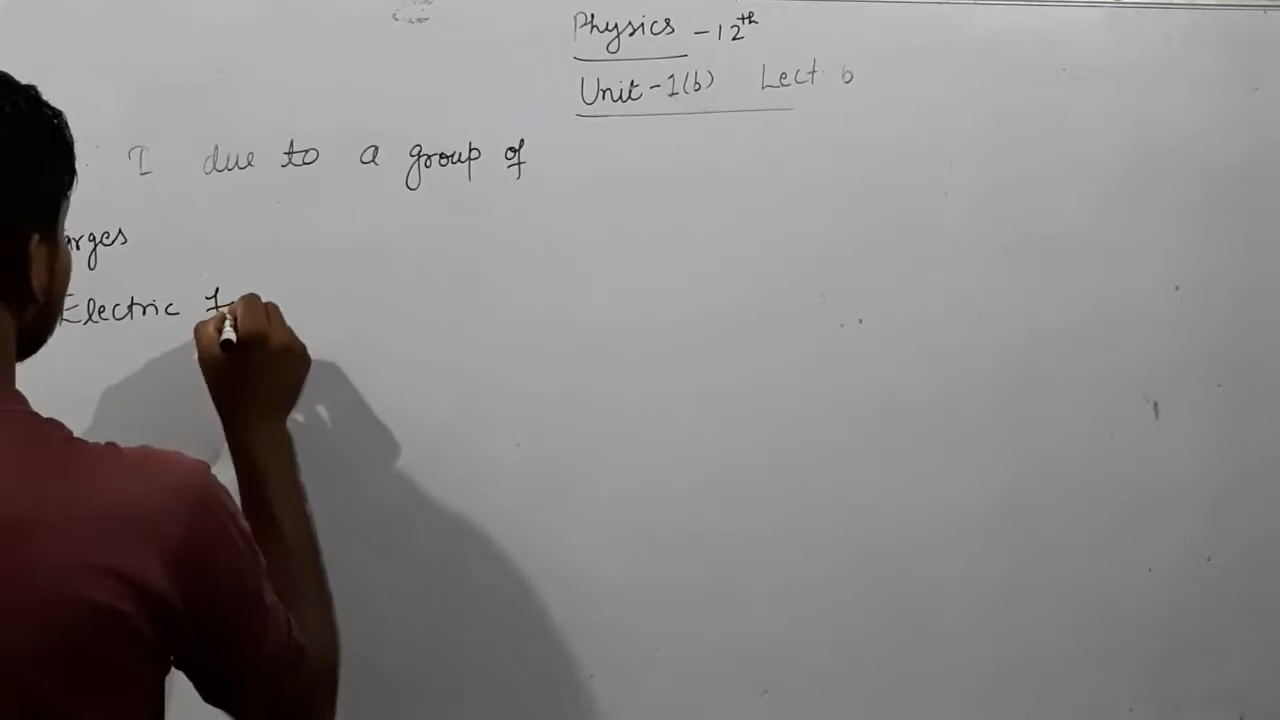 Physics - 12th
Unit - 1(b) Lect. 6
I due to a group of
arges
Electric